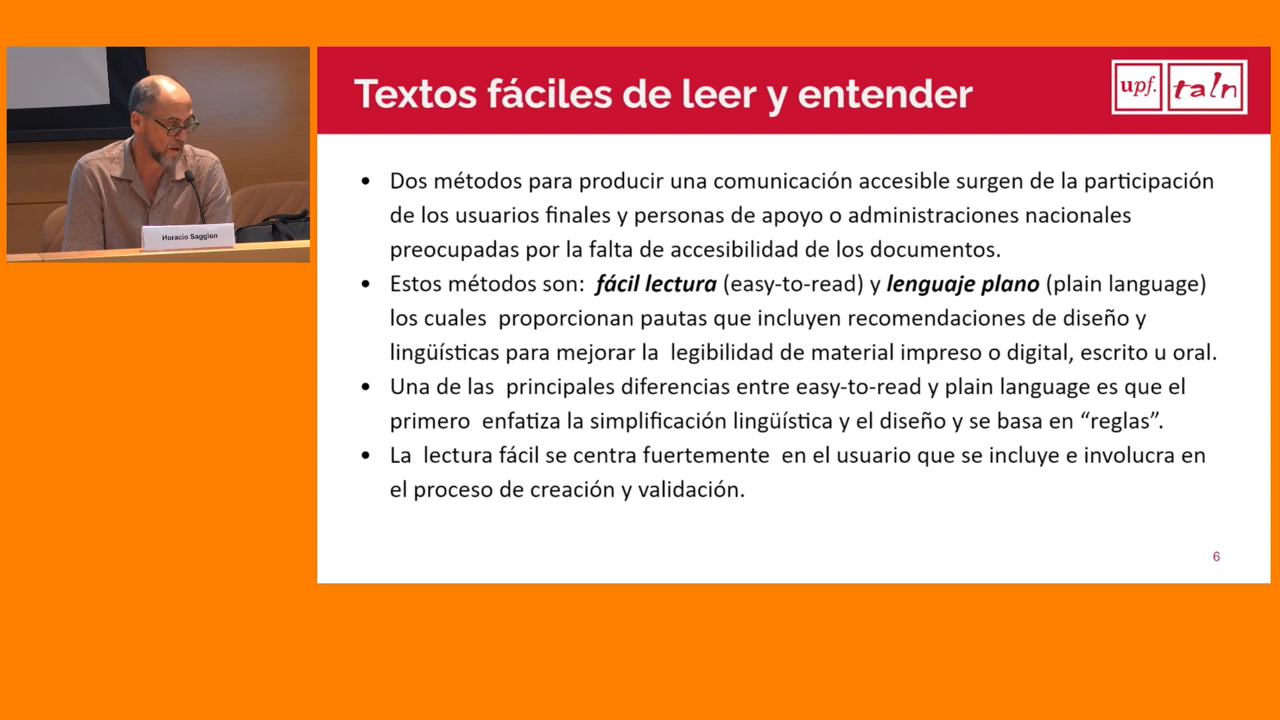 Textos fáciles de leer y entender
upf.
taln
• Dos métodos para producir una comunicación accesible surgen de la participación
de los usuarios finales y personas de apoyo o administraciones nacionales
preocupadas por la falta de accesibilidad de los documentos.
• Estos métodos son: fácil lectura (easy-to-read) y lenguaje plano (plain language)
los cuales proporcionan pautas que incluyen recomendaciones de diseño y
lingüísticas para mejorar la legibilidad de material impreso o digital, escrito u oral.
• Una de las principales diferencias entre easy-to-read y plain language es que el
primero enfatiza la simplificación lingüística y el diseño y se basa en “reglas”.
• La lectura fácil se centra fuertemente en el usuario que se incluye e involucra en
el proceso de creación y validación.
6
Horacio Saggion